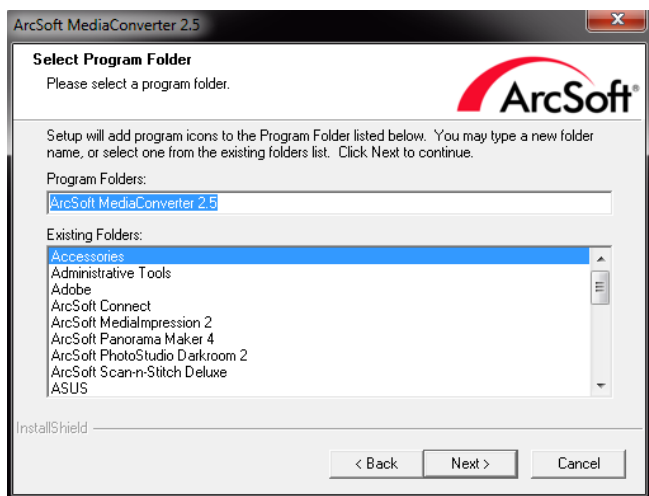 ArcSoft MediaConverter 2.5
Select Program Folder
Please select a program folder.
ArcSoft®
Setup will add program icons to the Program Folder listed below. You may type a new folder
name, or select one from the existing folders list. Click Next to continue.
Program Folders:
ArcSoft MediaConverter 2.5
Existing Folders:
Accessories
Administrative Tools
Adobe
ArcSoft Connect
ArcSoft MediaImpression 2
ArcSoft Panorama Maker 4
ArcSoft PhotoStudio Darkroom 2
ArcSoft Scan-n-Stitch Deluxe
ASUS
InstallShield
< Back
Next >
Cancel